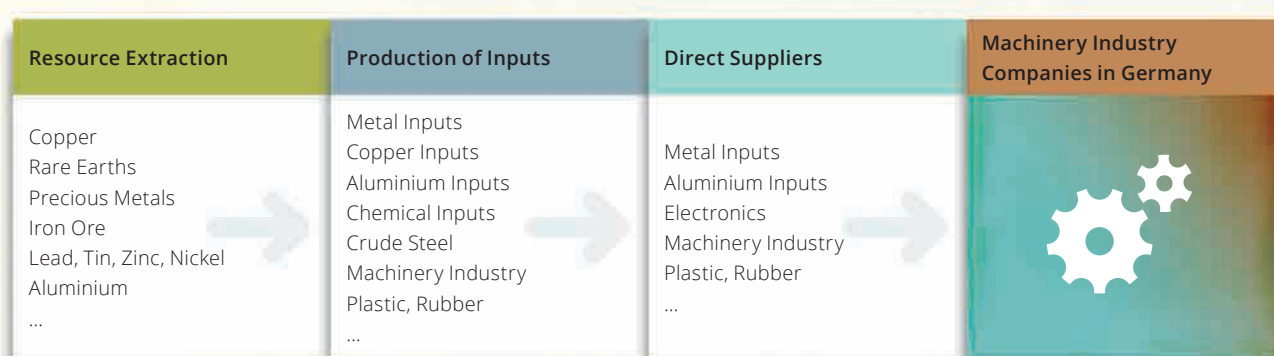 Resource Extraction
Copper
Rare Earths
Precious Metals
Iron Ore
Lead, Tin, Zinc, Nickel
Aluminium
...
Production of Inputs
Metal Inputs
Copper Inputs
Aluminium Inputs
Chemical Inputs
Crude Steel
Machinery Industry
Plastic, Rubber
...
Direct Suppliers
Metal Inputs
Aluminium Inputs
Electronics
Machinery Industry
Plastic, Rubber
...
Machinery Industry
Companies in Germany